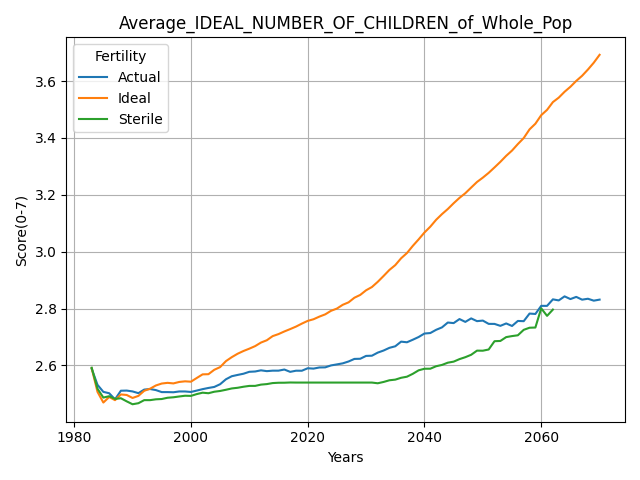 Average_IDEAL_NUMBER_OF_CHILDREN_of_Whole_Pop
Fertility
Actual
Ideal
Sterile
Score(0-7)
3.6
3.4
3.2
3.0
2.8
2.6
1980 2000 2020 2040 2060
Years